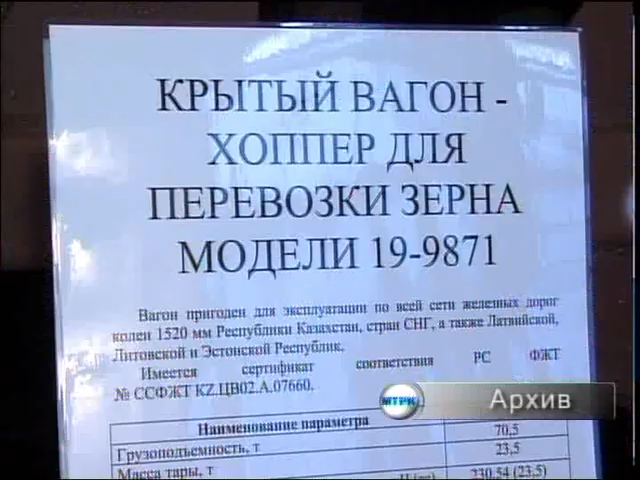 КРЫТЫЙ ВАГОН -
ХОППЕР ДЛЯ
ПЕРЕВОЗКИ ЗЕРНА
МОДЕЛИ 19-9871
Вагон пригоден для эксплуатации по всей сети железных дорог
колеи 1520 мм Республики Казахстан, стран СНГ, а также Латвийской,
Литовской и Эстонской Республик.
Имеется сертификат соответствия РС ФЖТ
№ ССФЖТ KZ.ЦВ02.А.07660.
МТРК Архив
Наименование параметра
Грузоподъемность, т 70,5
Масса тары, т 23,5
230,54 (23,5)